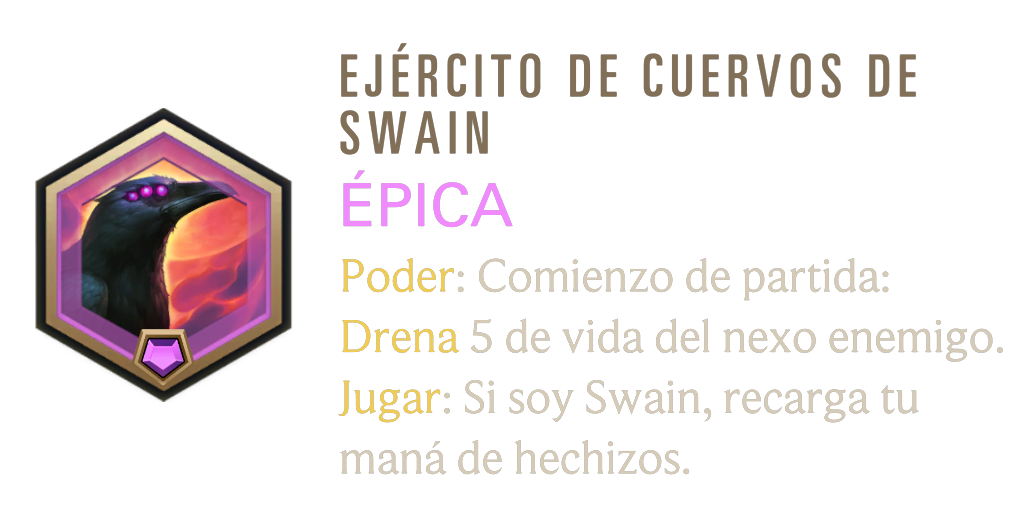 EJÉRCITO DE CUERVOS DE
SWAIN
ÉPICA
Poder: Comienzo de partida:
Drena 5 de vida del nexo enemigo.
Jugar: Si soy Swain, recarga tu
maná de hechizos.